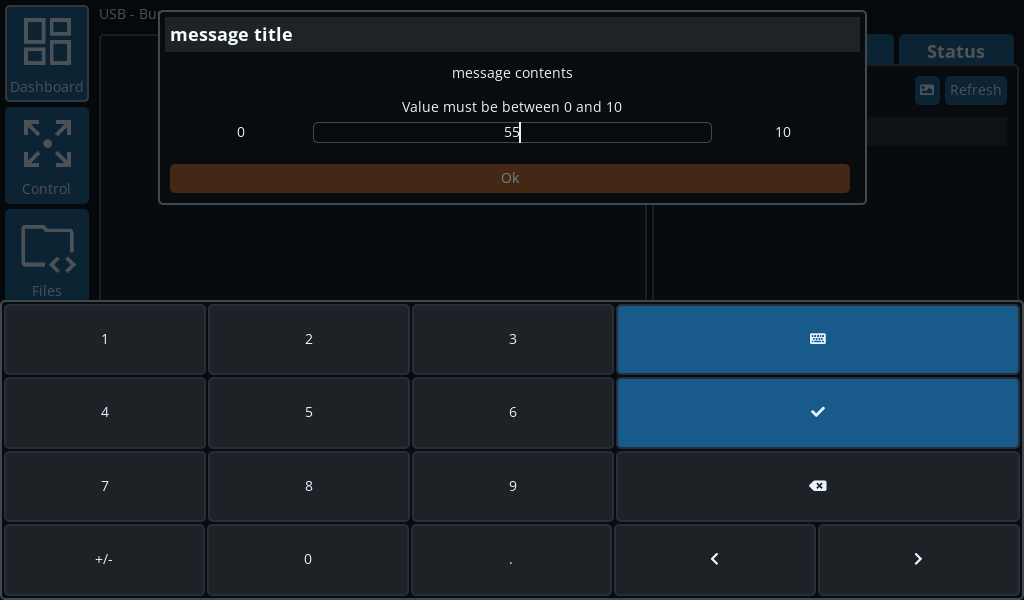 USB - Bu
message title
Dashboard
Status
message contents
Refresh
Value must be between 0 and 10
0 55 10
Control
Ok
Files
1 2 3
4 5 6
7 8 9
+/- 0 .